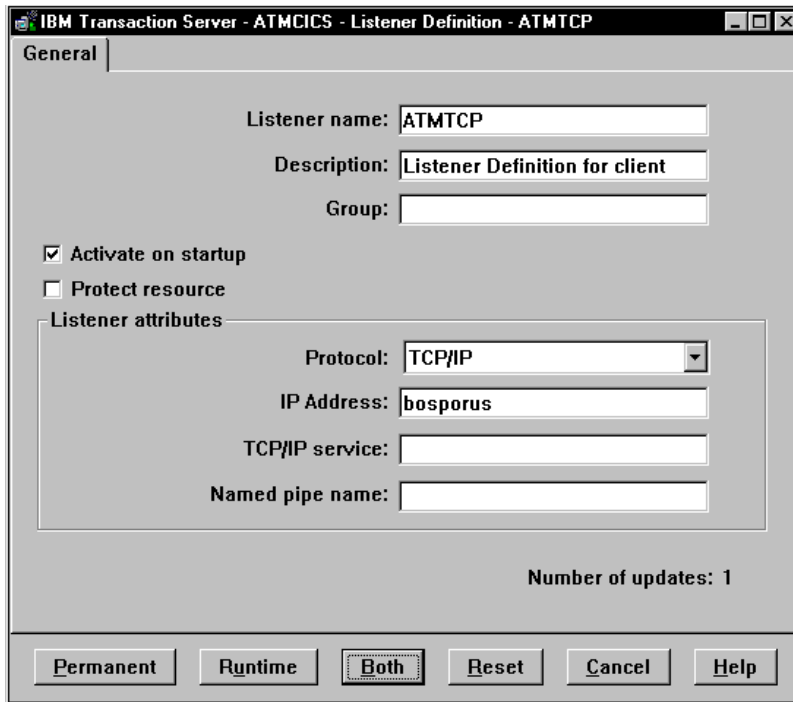 IBM Transaction Server - ATMCICS - Listener Definition - ATMTCP
General
Listener name: ATMTCP
Description: Listener Definition for client
Group:
Activate on startup
Protect resource
Listener attributes
Protocol: TCP/IP
IP Address: bosporus
TCP/IP service:
Named pipe name:
Number of updates: 1
Permanent Runtime Both Reset Cancel Help